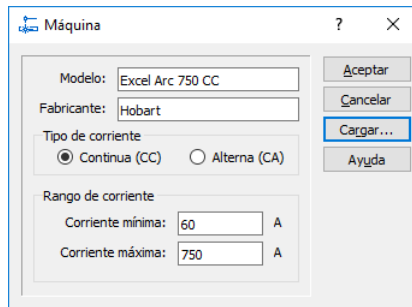 Máquina
? ×
Modelo: Excel Arc 750 CC
Fabricante: Hobart
Tipo de corriente
Continua (CC) Alterna (CA)
Rango de corriente
Corriente mínima: 60 A
Corriente máxima: 750 A
Aceptar
Cancelar
Cargar...
Ayuda